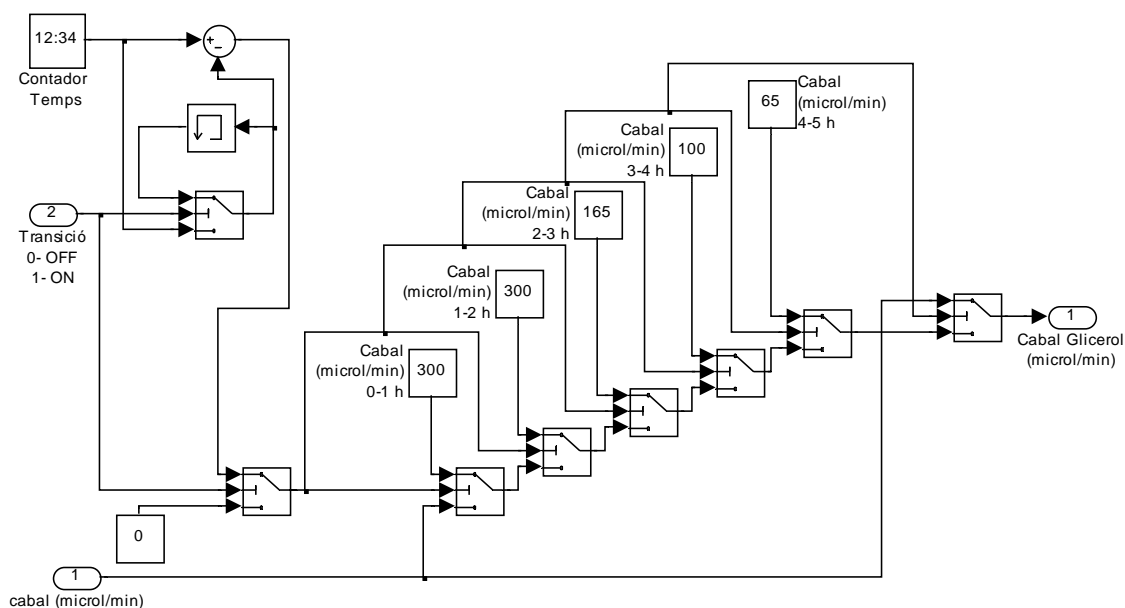 12:34
Contador
Temps
+
–
2
Transició
0- OFF
1- ON
65
Cabal
(microl/min)
4-5 h
Cabal
(microl/min)
3-4 h
100
Cabal
(microl/min)
2-3 h
165
Cabal
(microl/min)
1-2 h
300
Cabal
(microl/min)
0-1 h
300
1
Cabal Glicerol
(microl/min)
0
1
cabal (microl/min)